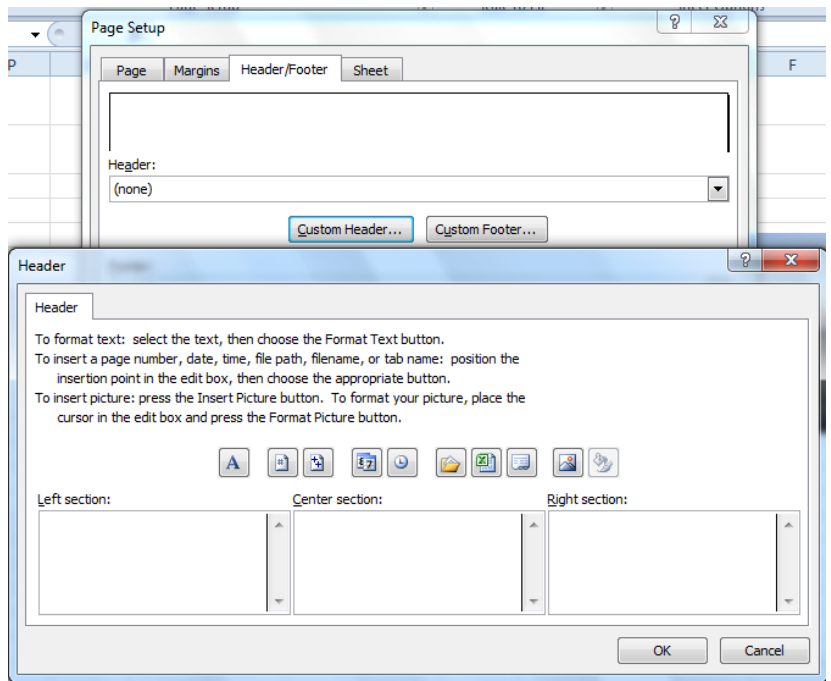 Page Setup
P
F
Page Margins Header/Footer Sheet
Header:
(none)
Custom Header... Custom Footer...
Header
Header
To format text: select the text, then choose the Format Text button.
To insert a page number, date, time, file path, filename, or tab name: position the
insertion point in the edit box, then choose the appropriate button.
To insert picture: press the Insert Picture button. To format your picture, place the
cursor in the edit box and press the Format Picture button.
A
Left section: Center section: Right section:
OK Cancel